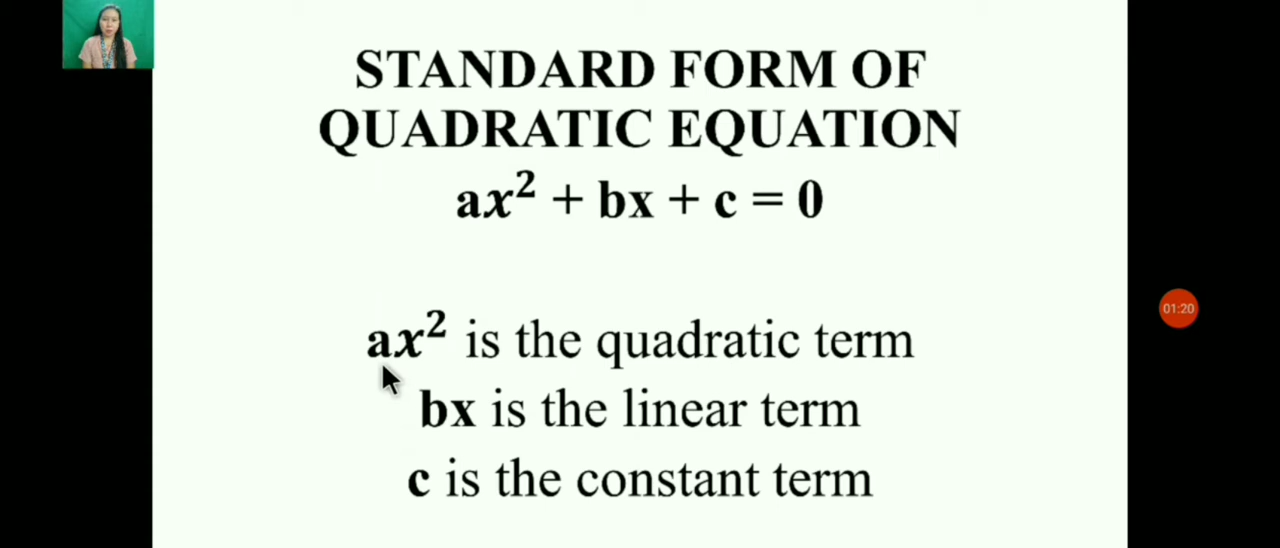 STANDARD FORM OF
QUADRATIC EQUATION
ax² + bx + c = 0
ax² is the quadratic term
01:20
bx is the linear term
c is the constant term